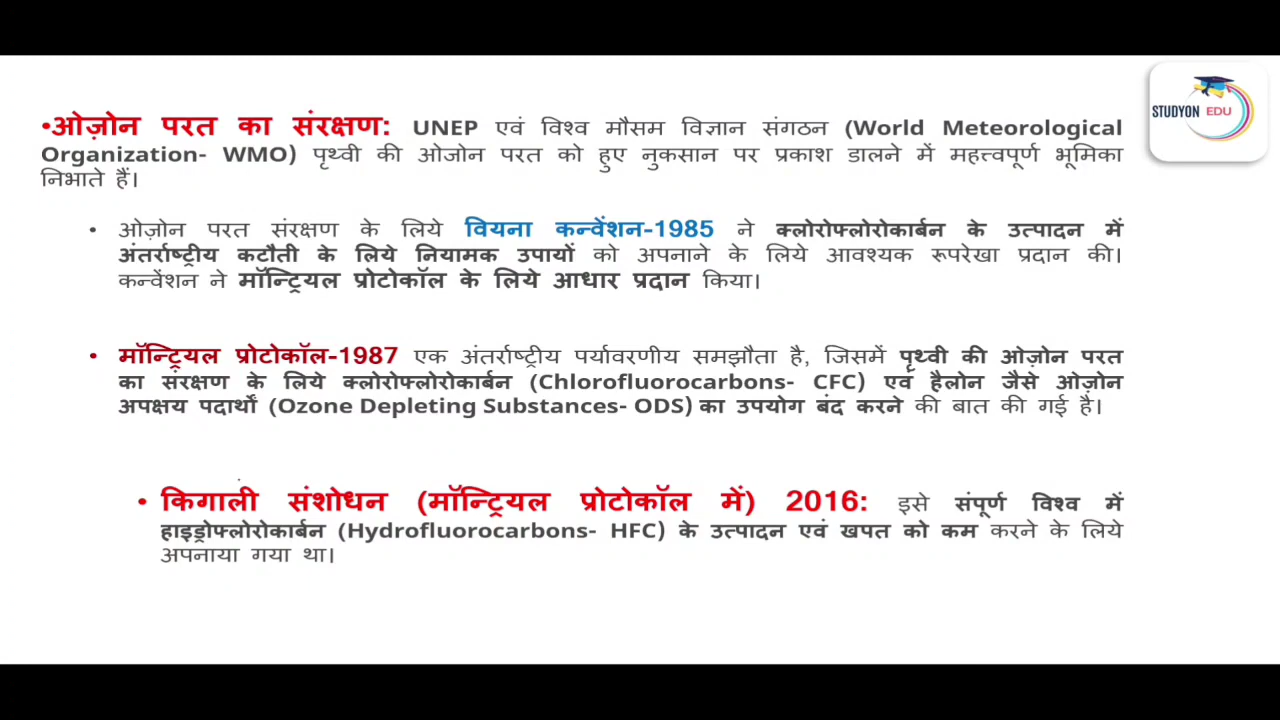 •ओज़ोन परत का संरक्षण: UNEP एवं विश्व मौसम विज्ञान संगठन (World Meteorological
Organization- WMO) पृथ्वी की ओजोन परत को हुए नुकसान पर प्रकाश डालने में महत्त्वपूर्ण भूमिका
निभाते हैं।
STUDYON EDU
• ओज़ोन परत संरक्षण के लिये वियना कन्वेंशन-1985 ने क्लोरोफ्लोरोकार्बन के उत्पादन में
अंतर्राष्ट्रीय कटौती के लिये नियामक उपायों को अपनाने के लिये आवश्यक रूपरेखा प्रदान की।
कन्वेंशन ने मॉन्ट्रियल प्रोटोकॉल के लिये आधार प्रदान किया।
• मॉन्ट्रियल प्रोटोकॉल-1987 एक अंतर्राष्ट्रीय पर्यावरणीय समझौता है, जिसमें पृथ्वी की ओज़ोन परत
का संरक्षण के लिये क्लोरोफ्लोरोकार्बन (Chlorofluorocarbons- CFC) एवं हैलोन जैसे ओज़ोन
अपक्षय पदार्थों (Ozone Depleting Substances- ODS) का उपयोग बंद करने की बात की गई है।
• किगाली संशोधन (मॉन्ट्रियल प्रोटोकॉल में) 2016: इसे संपूर्ण विश्व में
हाइड्रोफ्लोरोकार्बन (Hydrofluorocarbons- HFC) के उत्पादन एवं खपत को कम करने के लिये
अपनाया गया था।